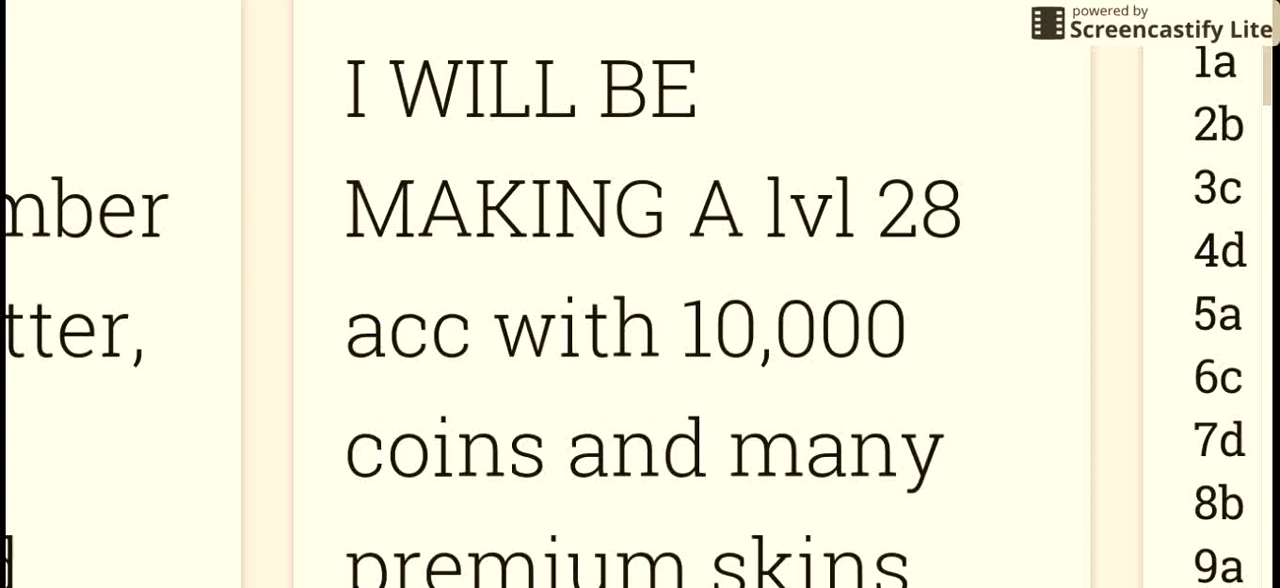 powered by
Screencastify Lite
mber
tter,
I WILL BE
MAKING A lvl 28
acc with 10,000
coins and many
premium skins
1a
2b
3c
4d
5a
6c
7d
8b
9a